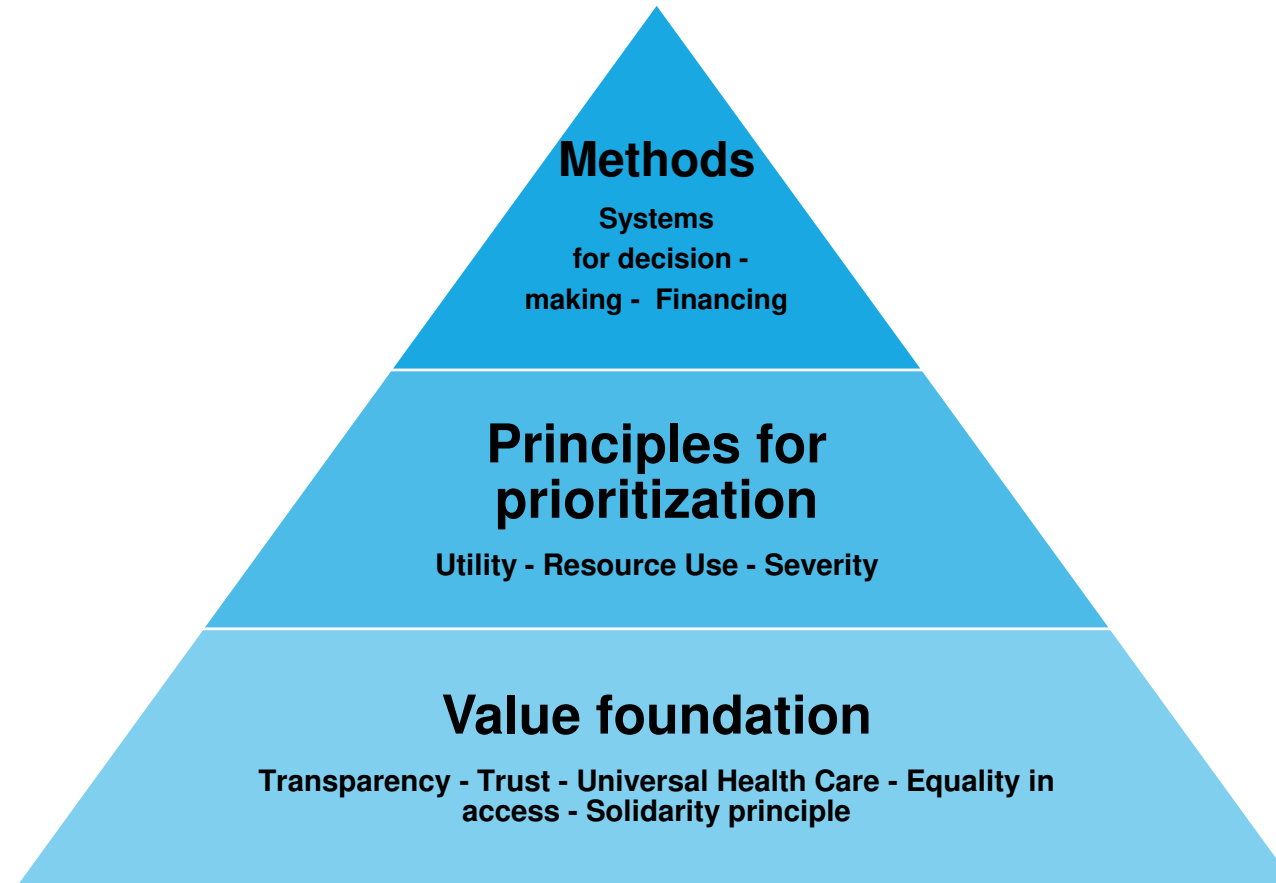 Methods
Systems
for decision -
making -  Financing
Principles for
prioritization
Utility - Resource Use - Severity
Value foundation
Transparency - Trust - Universal Health Care - Equality in
access - Solidarity principle